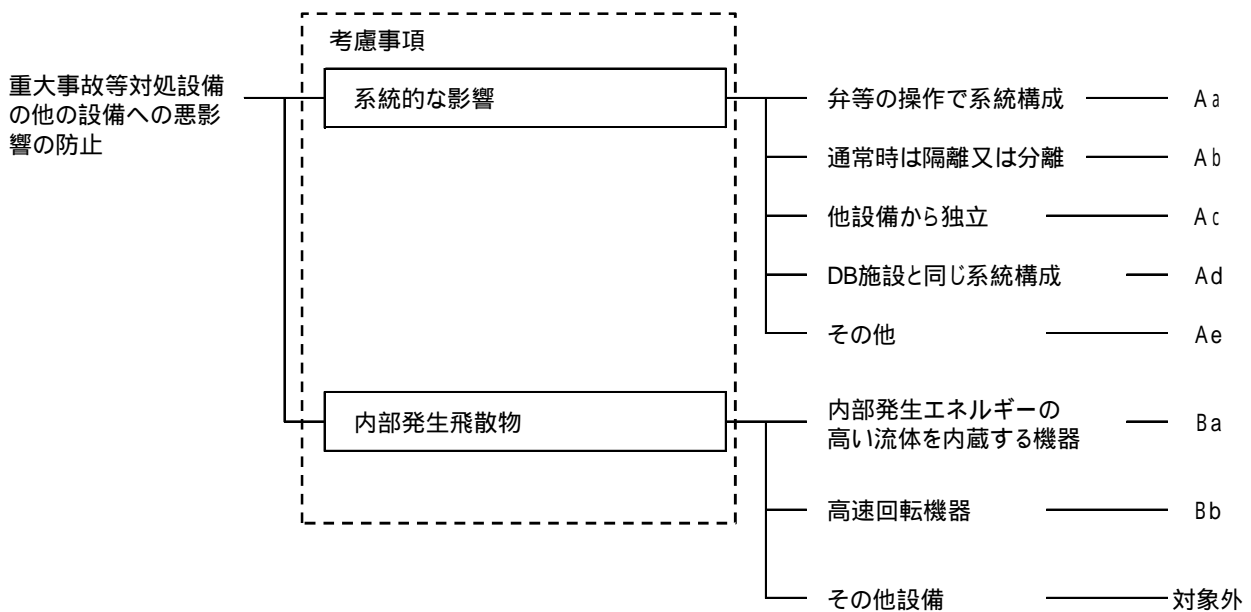 考慮事項
重大事故等対処設備
の他の設備への悪影
響の防止
系統的な影響
弁等の操作で系統構成 Aa
通常時は隔離又は分離 Ab
他設備から独立 Ac
DB施設と同じ系統構成 Ad
その他 Ae
内部発生飛散物
内部発生エネルギーの
高い流体を内蔵する機器 Ba
高速回転機器 Bb
その他設備 対象外